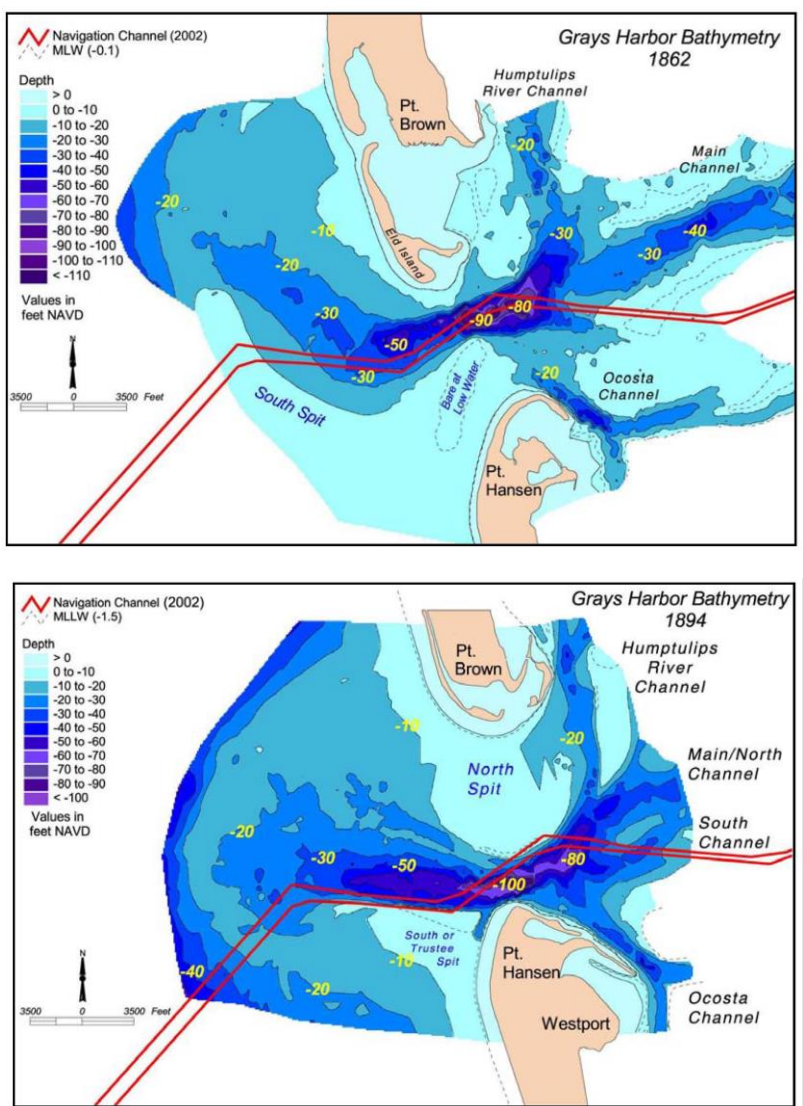 Navigation Channel (2002)
MLW (-0.1)
Grays Harbor Bathymetry
1862
Depth
> 0
0 to -10
-10 to -20
-20 to -30
-30 to -40
-40 to -50
-50 to -60
-60 to -70
-70 to -80
-80 to -90
-90 to -100
-100 to -110
< -110
Values in
feet NAVD
N
3500 0 3500 Feet
Pt.
Brown
Humptulips
River Channel
Main
Channel
Eld Island
-20
-20
-10
-20
-30
-30
-40
-30
-50
-90
-80
-30
-20
South Spit
Bare at
Low Water
Ocosta
Channel
Pt.
Hansen
Navigation Channel (2002)
MLLW (-1.5)
Grays Harbor Bathymetry
1894
Depth
> 0
0 to -10
-10 to -20
-20 to -30
-30 to -40
-40 to -50
-50 to -60
-60 to -70
-70 to -80
-80 to -90
< -100
Values in
feet NAVD
N
3500 0 3500 Feet
Pt.
Brown
Humptulips
River
Channel
-10
-20
North
Spit
Main/North
Channel
South
Channel
-20
-30
-50
-80
-100
South or
Trustee
Spit
-10
-40
-20
Pt.
Hansen
Westport
Ocosta
Channel